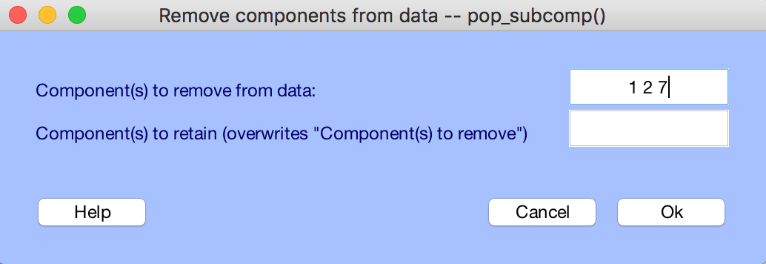 Remove components from data -- pop_subcomp()
Component(s) to remove from data:
1 2 7
Component(s) to retain (overwrites "Component(s) to remove")
Help
Cancel
Ok